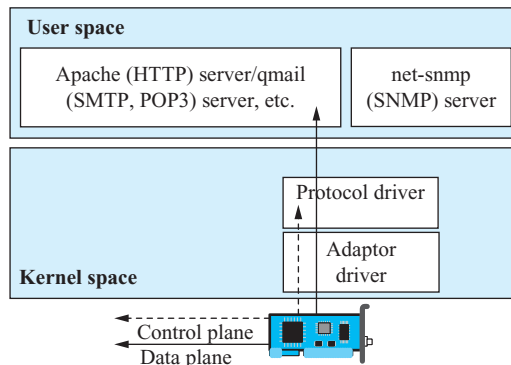 User space
Apache (HTTP) server/qmail
(SMTP, POP3) server, etc.
net-snmp
(SNMP) server
Protocol driver
Adaptor
driver
Kernel space
Control plane
Data plane